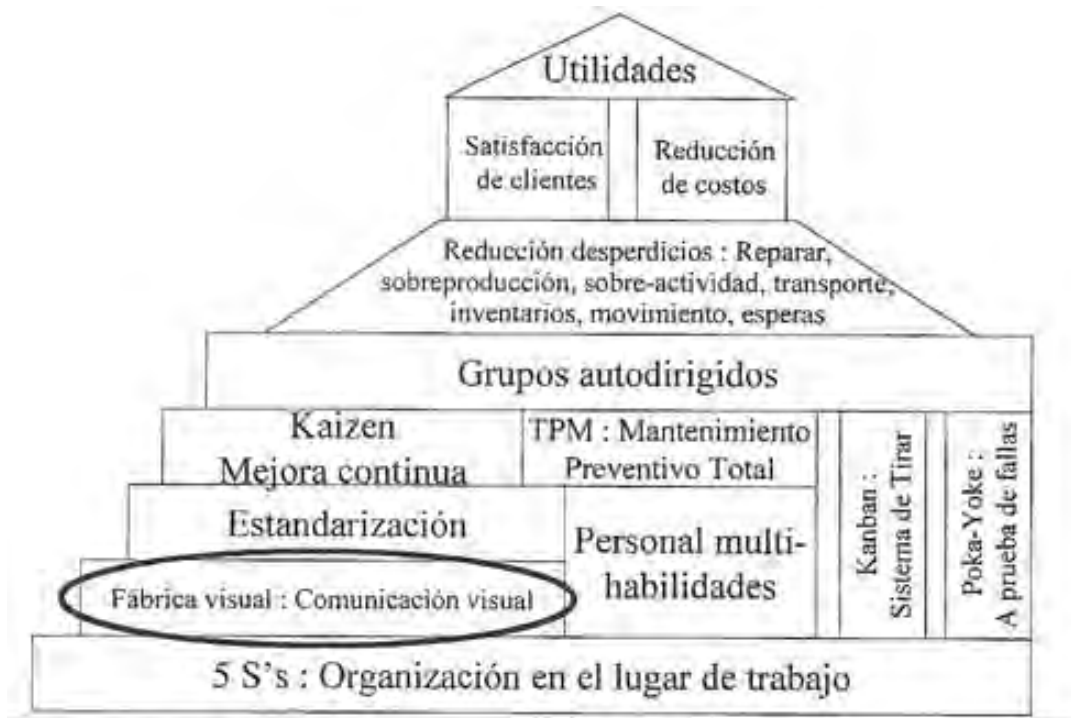 Utilidades
Satisfacción
de clientes
Reducción
de costos
Reducción desperdicios : Reparar,
sobreproducción, sobre-actividad, transporte,
inventarios, movimiento, esperas
Grupos autodirigidos
Kaizen
Mejora continua
TPM : Mantenimiento
Preventivo Total
Kanban :
Sistema de Tirar
Poka-Yoke :
A prueba de fallas
Estandarización
Personal multi-
habilidades
Fábrica visual : Comunicación visual
5 S's : Organización en el lugar de trabajo